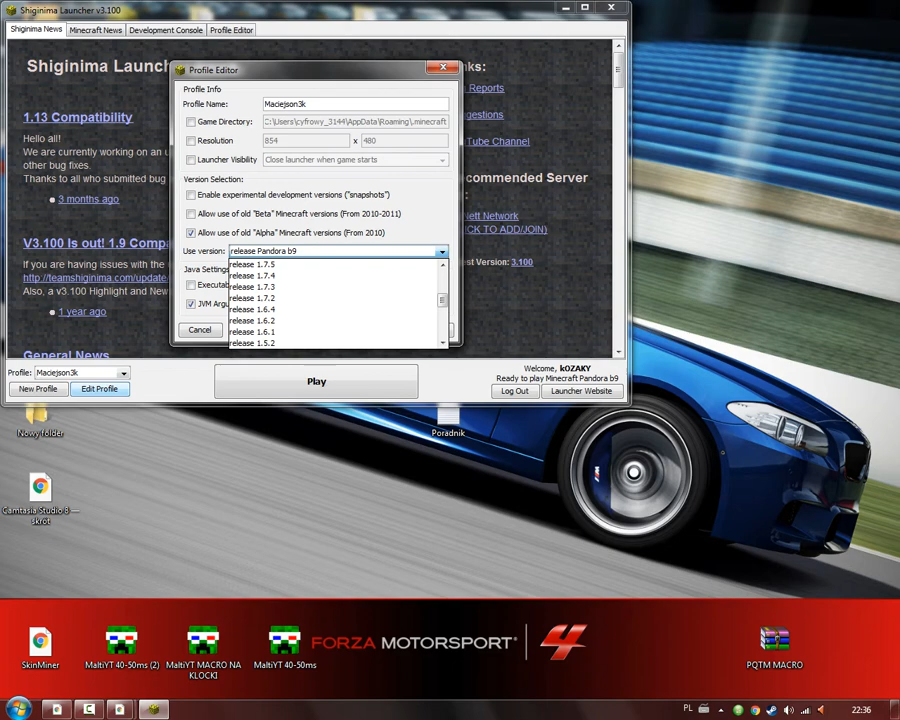 Shiginima Launcher v3.100
Shiginima News
Minecraft News
Development Console
Profile Editor
Shiginima Launch
1.13 Compatibility
Hello all!
We are currently working on an u
other bug fixes.
Thanks to all who submitted bug
3 months ago
V3.100 Is out! 1.9 Compa
If you are having issues with the
http://teamshiginima.com/update
Also, a v3.100 Highlight and New
1 year ago
General News
nks:
Reports
gestions
Tube Channel
commended Server
Nett Network
ICK TO ADD/JOIN)
est Version: 3.100
Profile Editor
Profile Info
Profile Name:
Maciejson3k
Game Directory:
C:\Users\cyfrowy_3144\AppData\Roaming\.minecraft
Resolution
854
x
480
Launcher Visibility
Close launcher when game starts
Version Selection:
Enable experimental development versions ("snapshots")
Allow use of old "Beta" Minecraft versions (From 2010-2011)
Allow use of old "Alpha" Minecraft versions (From 2010)
Use version:
release Pandora b9
release 1.7.5
release 1.7.4
release 1.7.3
release 1.7.2
release 1.6.4
release 1.6.2
release 1.6.1
release 1.5.2
Java Settings
Executab
JVM Argu
Cancel
Profile:
Maciejson3k
New Profile
Edit Profile
Play
Welcome, kOZAKY
Ready to play Minecraft Pandora b9
Log Out
Launcher Website
Nowy folder
Poradnik
Camtasia Studio 8 —
skrót
SkinMiner
MaltiYT 40-50ms (2)
MaltiYT MACRO NA
KLOCKI
MaltiYT 40-50ms
FORZA MOTORSPORT 4
PQTM MACRO
PL
22:36